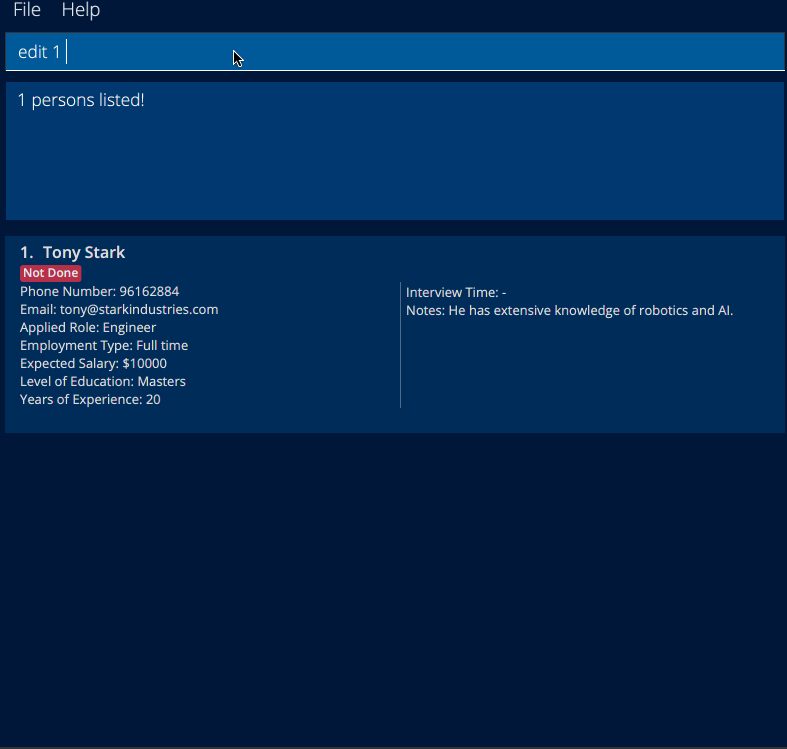 File Help
edit 1
1 persons listed!
1. Tony Stark
Not Done
Phone Number: 96162884
Email: tony@starkindustries.com
Applied Role: Engineer
Employment Type: Full time
Expected Salary: $10000
Level of Education: Masters
Years of Experience: 20
Interview Time: -
Notes: He has extensive knowledge of robotics and AI.